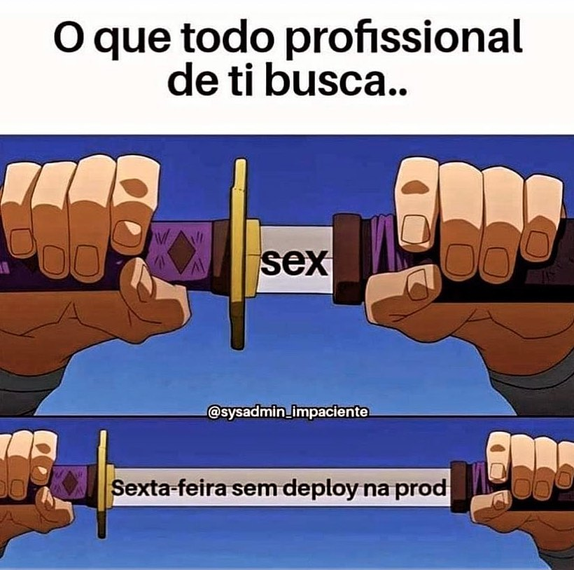 O que todo profissional
de ti busca..
sex
@sysadmin_impaciente
Sexta-feira sem deploy na prod